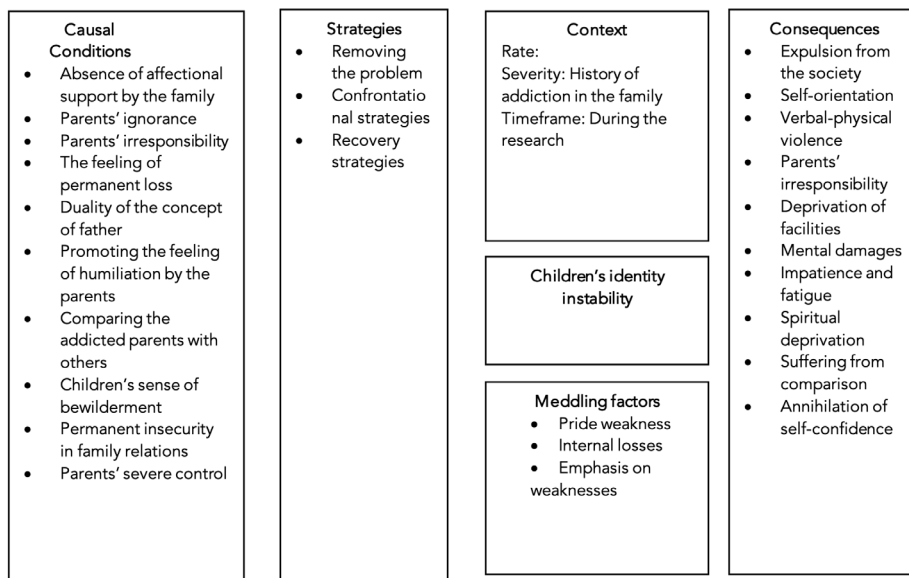 Causal
Conditions
• Absence of affectional
support by the family
• Parents' ignorance
• Parents' irresponsibility
• The feeling of
permanent loss
• Duality of the concept
of father
• Promoting the feeling
of humiliation by the
parents
• Comparing the
addicted parents with
others
• Children's sense of
bewilderment
• Permanent insecurity
in family relations
• Parents' severe control
Strategies
• Removing
the problem
• Confrontatio
nal strategies
• Recovery
strategies
Context
Rate:
Severity: History of
addiction in the family
Timeframe: During the
research
Children's identity
instability
Meddling factors
• Pride weakness
• Internal losses
• Emphasis on
weaknesses
Consequences
• Expulsion from
the society
• Self-orientation
• Verbal-physical
violence
• Parents'
irresponsibility
• Deprivation of
facilities
• Mental damages
• Impatience and
fatigue
• Spiritual
deprivation
• Suffering from
comparison
• Annihilation of
self-confidence